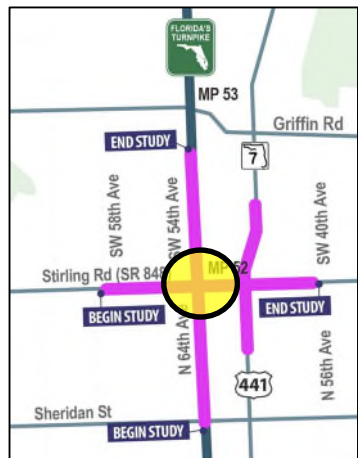 FLORIDA'S
TURNPIKE
MP 53
Griffin Rd
END STUDY
7
SW 58th Ave
SW 54th Ave
SW 40th Ave
Stirling Rd (SR 848
MP 52
BEGIN STUDY
END STUDY
N 64th Ave
N 56th Ave
441
Sheridan St
BEGIN STUDY